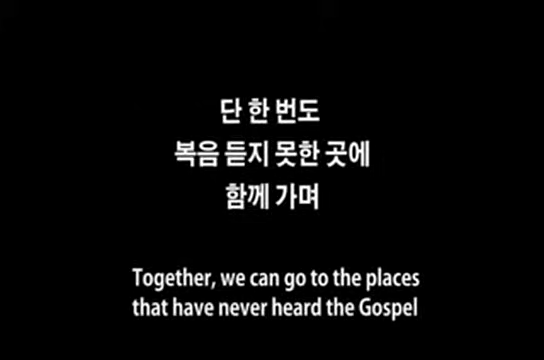 단 한 번도
복음 듣지 못한 곳에
함께 가며
Together, we can go to the places
that have never heard the Gospel